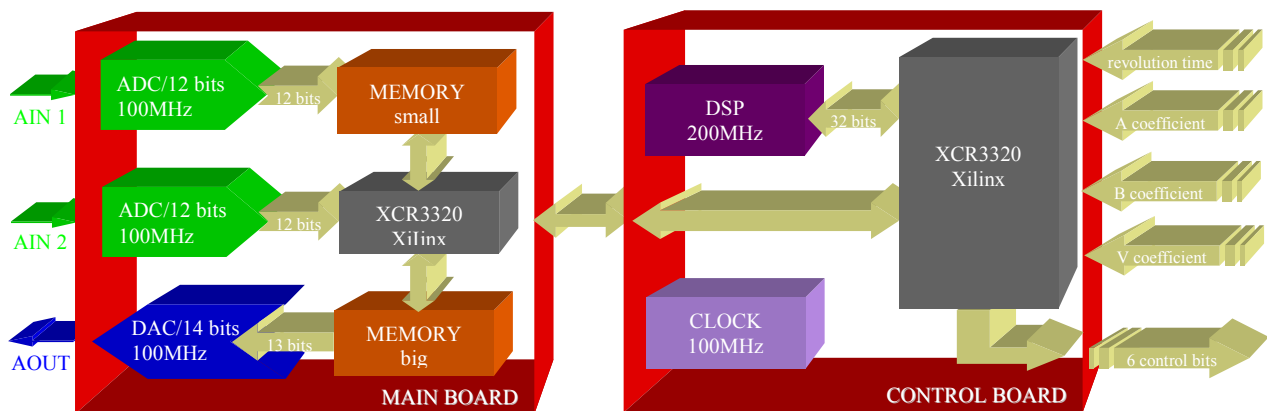 AIN 1
ADC/12 bits
100MHz
12 bits
MEMORY
small
AIN 2
ADC/12 bits
100MHz
12 bits
XCR3320
XiIinx
AOUT
DAC/14 bits
100MHz
13 bits
MEMORY
big
MAIN BOARD
DSP
200MHz
32 bits
XCR3320
Xilinx
CLOCK
100MHz
CONTROL BOARD
revolution time
A coefficient
B coefficient
V coefficient
6 control bits